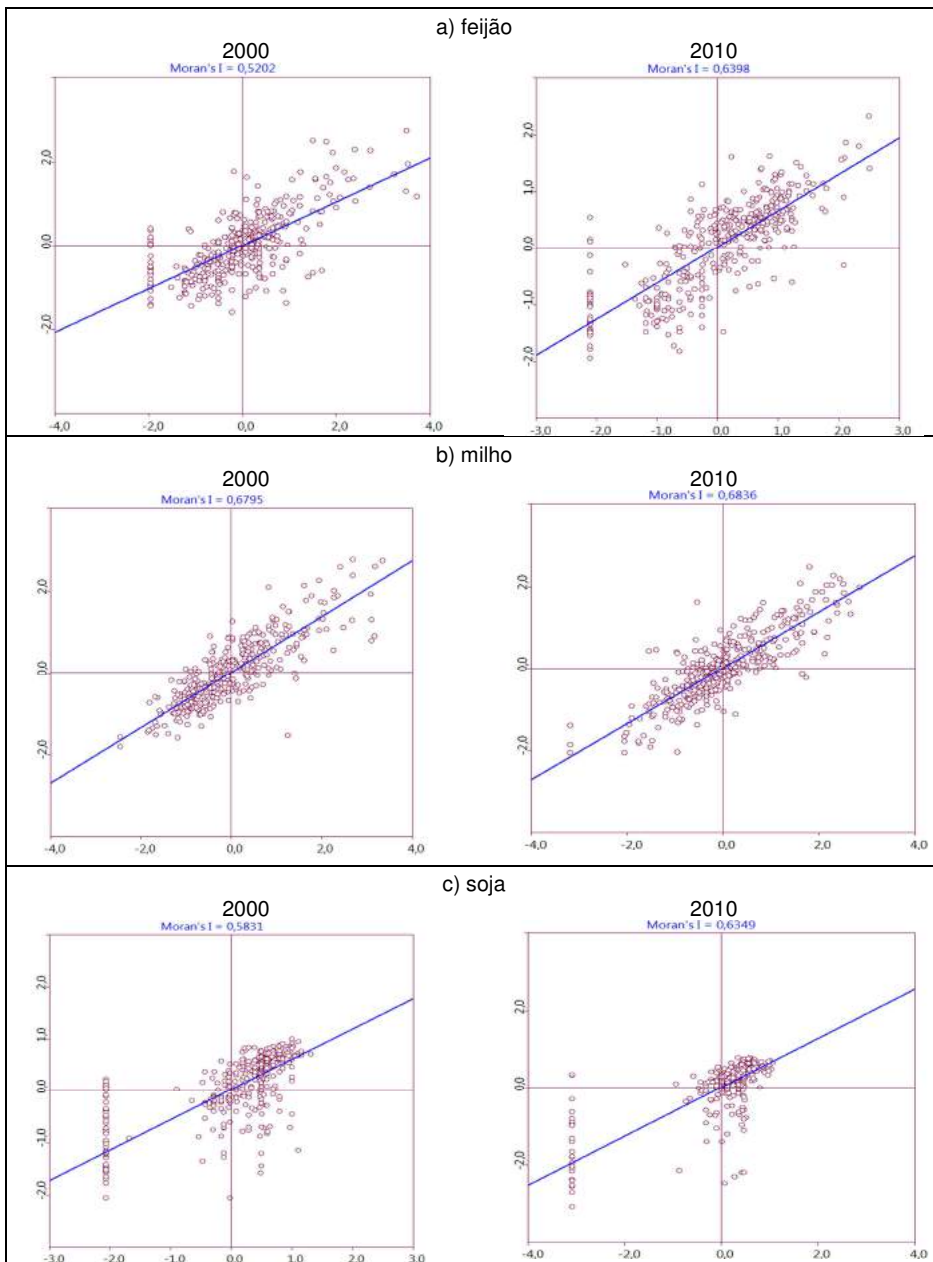 a) feijão
2000
2010
Moran's I = 0,5202
Moran's I = 0,6398
2,0
0,0
-2,0
-4,0 -2,0 0,0 2,0 4,0
2,0
1,0
0,0
-1,0
-2,0
-3,0 -2,0 -1,0 0,0 1,0 2,0 3,0
b) milho
2000
2010
Moran's I = 0,6795
Moran's I = 0,6836
2,0
0,0
-2,0
-4,0 -2,0 0,0 2,0 4,0
2,0
0,0
-2,0
-4,0 -2,0 0,0 2,0 4,0
c) soja
2000
2010
Moran's I = 0,5831
Moran's I = 0,6349
2,0
1,0
0,0
-1,0
-2,0
-3,0 -2,0 -1,0 0,0 1,0 2,0 3,0
2,0
0,0
-2,0
-4,0 -2,0 0,0 2,0 4,0